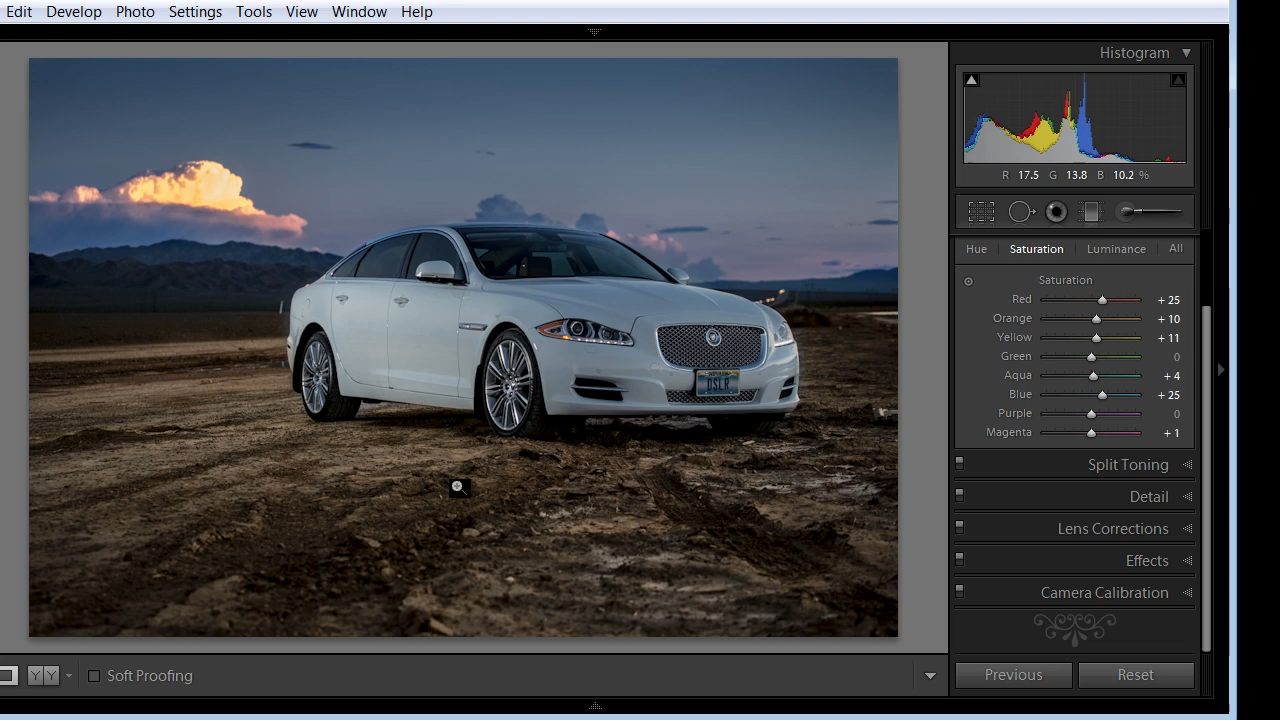 Edit Develop Photo Settings Tools View Window Help
Histogram
R 17.5 G 13.8 B 10.2 %
Hue Saturation Luminance All
Saturation
Red + 25
Orange + 10
Yellow + 11
Green 0
Aqua + 4
Blue + 25
Purple 0
Magenta + 1
DSLR
Split Toning
Detail
Lens Corrections
Effects
Camera Calibration
Previous Reset
Y Y Soft Proofing